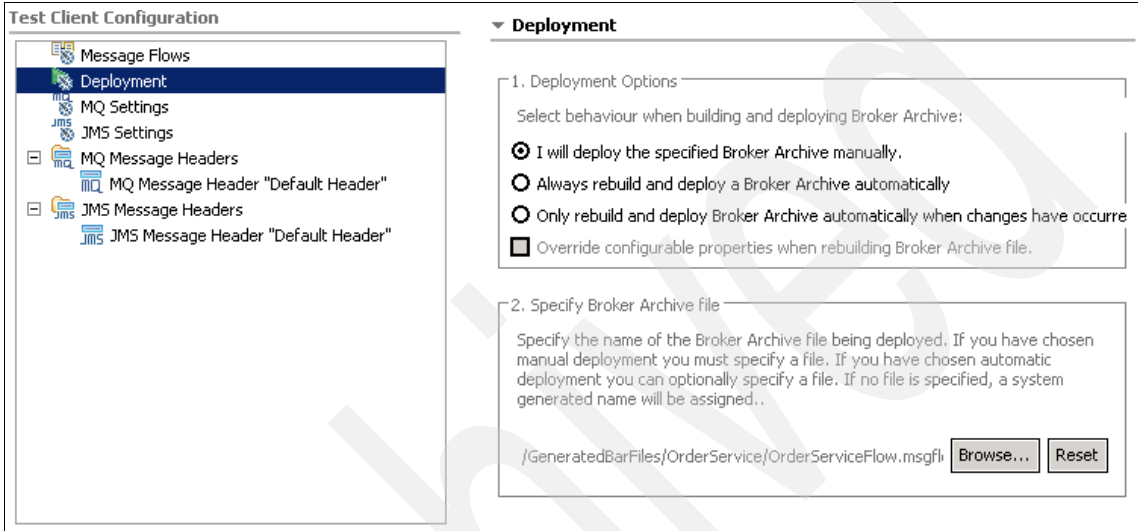 Test Client Configuration
Message Flows
Deployment
MQ Settings
JMS Settings
MQ Message Headers
MQ Message Header "Default Header"
JMS Message Headers
JMS Message Header "Default Header"
Deployment
1. Deployment Options
Select behaviour when building and deploying Broker Archive:
I will deploy the specified Broker Archive manually.
Always rebuild and deploy a Broker Archive automatically
Only rebuild and deploy Broker Archive automatically when changes have occurre
Override configurable properties when rebuilding Broker Archive file.
2. Specify Broker Archive file
Specify the name of the Broker Archive file being deployed. If you have chosen
manual deployment you must specify a file. If you have chosen automatic
deployment you can optionally specify a file. If no file is specified, a system
generated name will be assigned..
/GeneratedBarFiles/OrderService/OrderServiceFlow.msgfl Browse... Reset